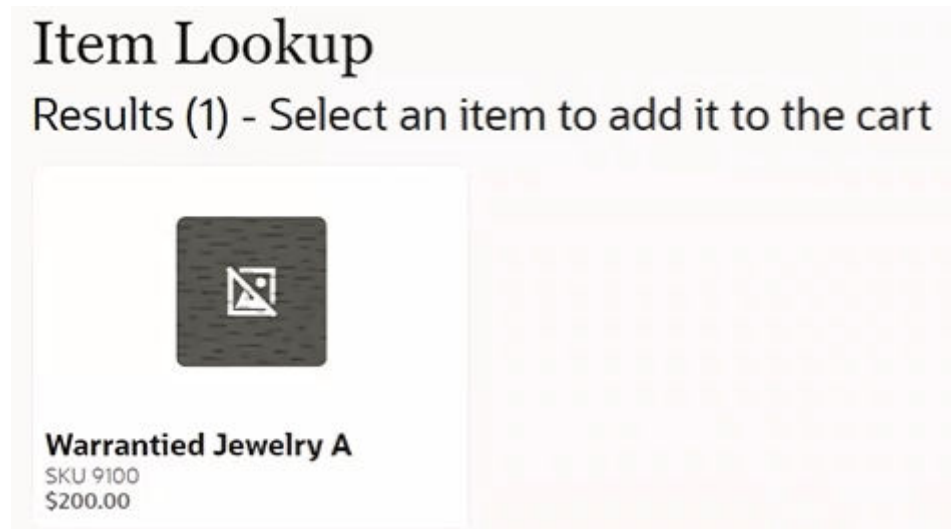 Item Lookup
Results (1) - Select an item to add it to the cart
Warrantied Jewelry A
SKU 9100
$200.00